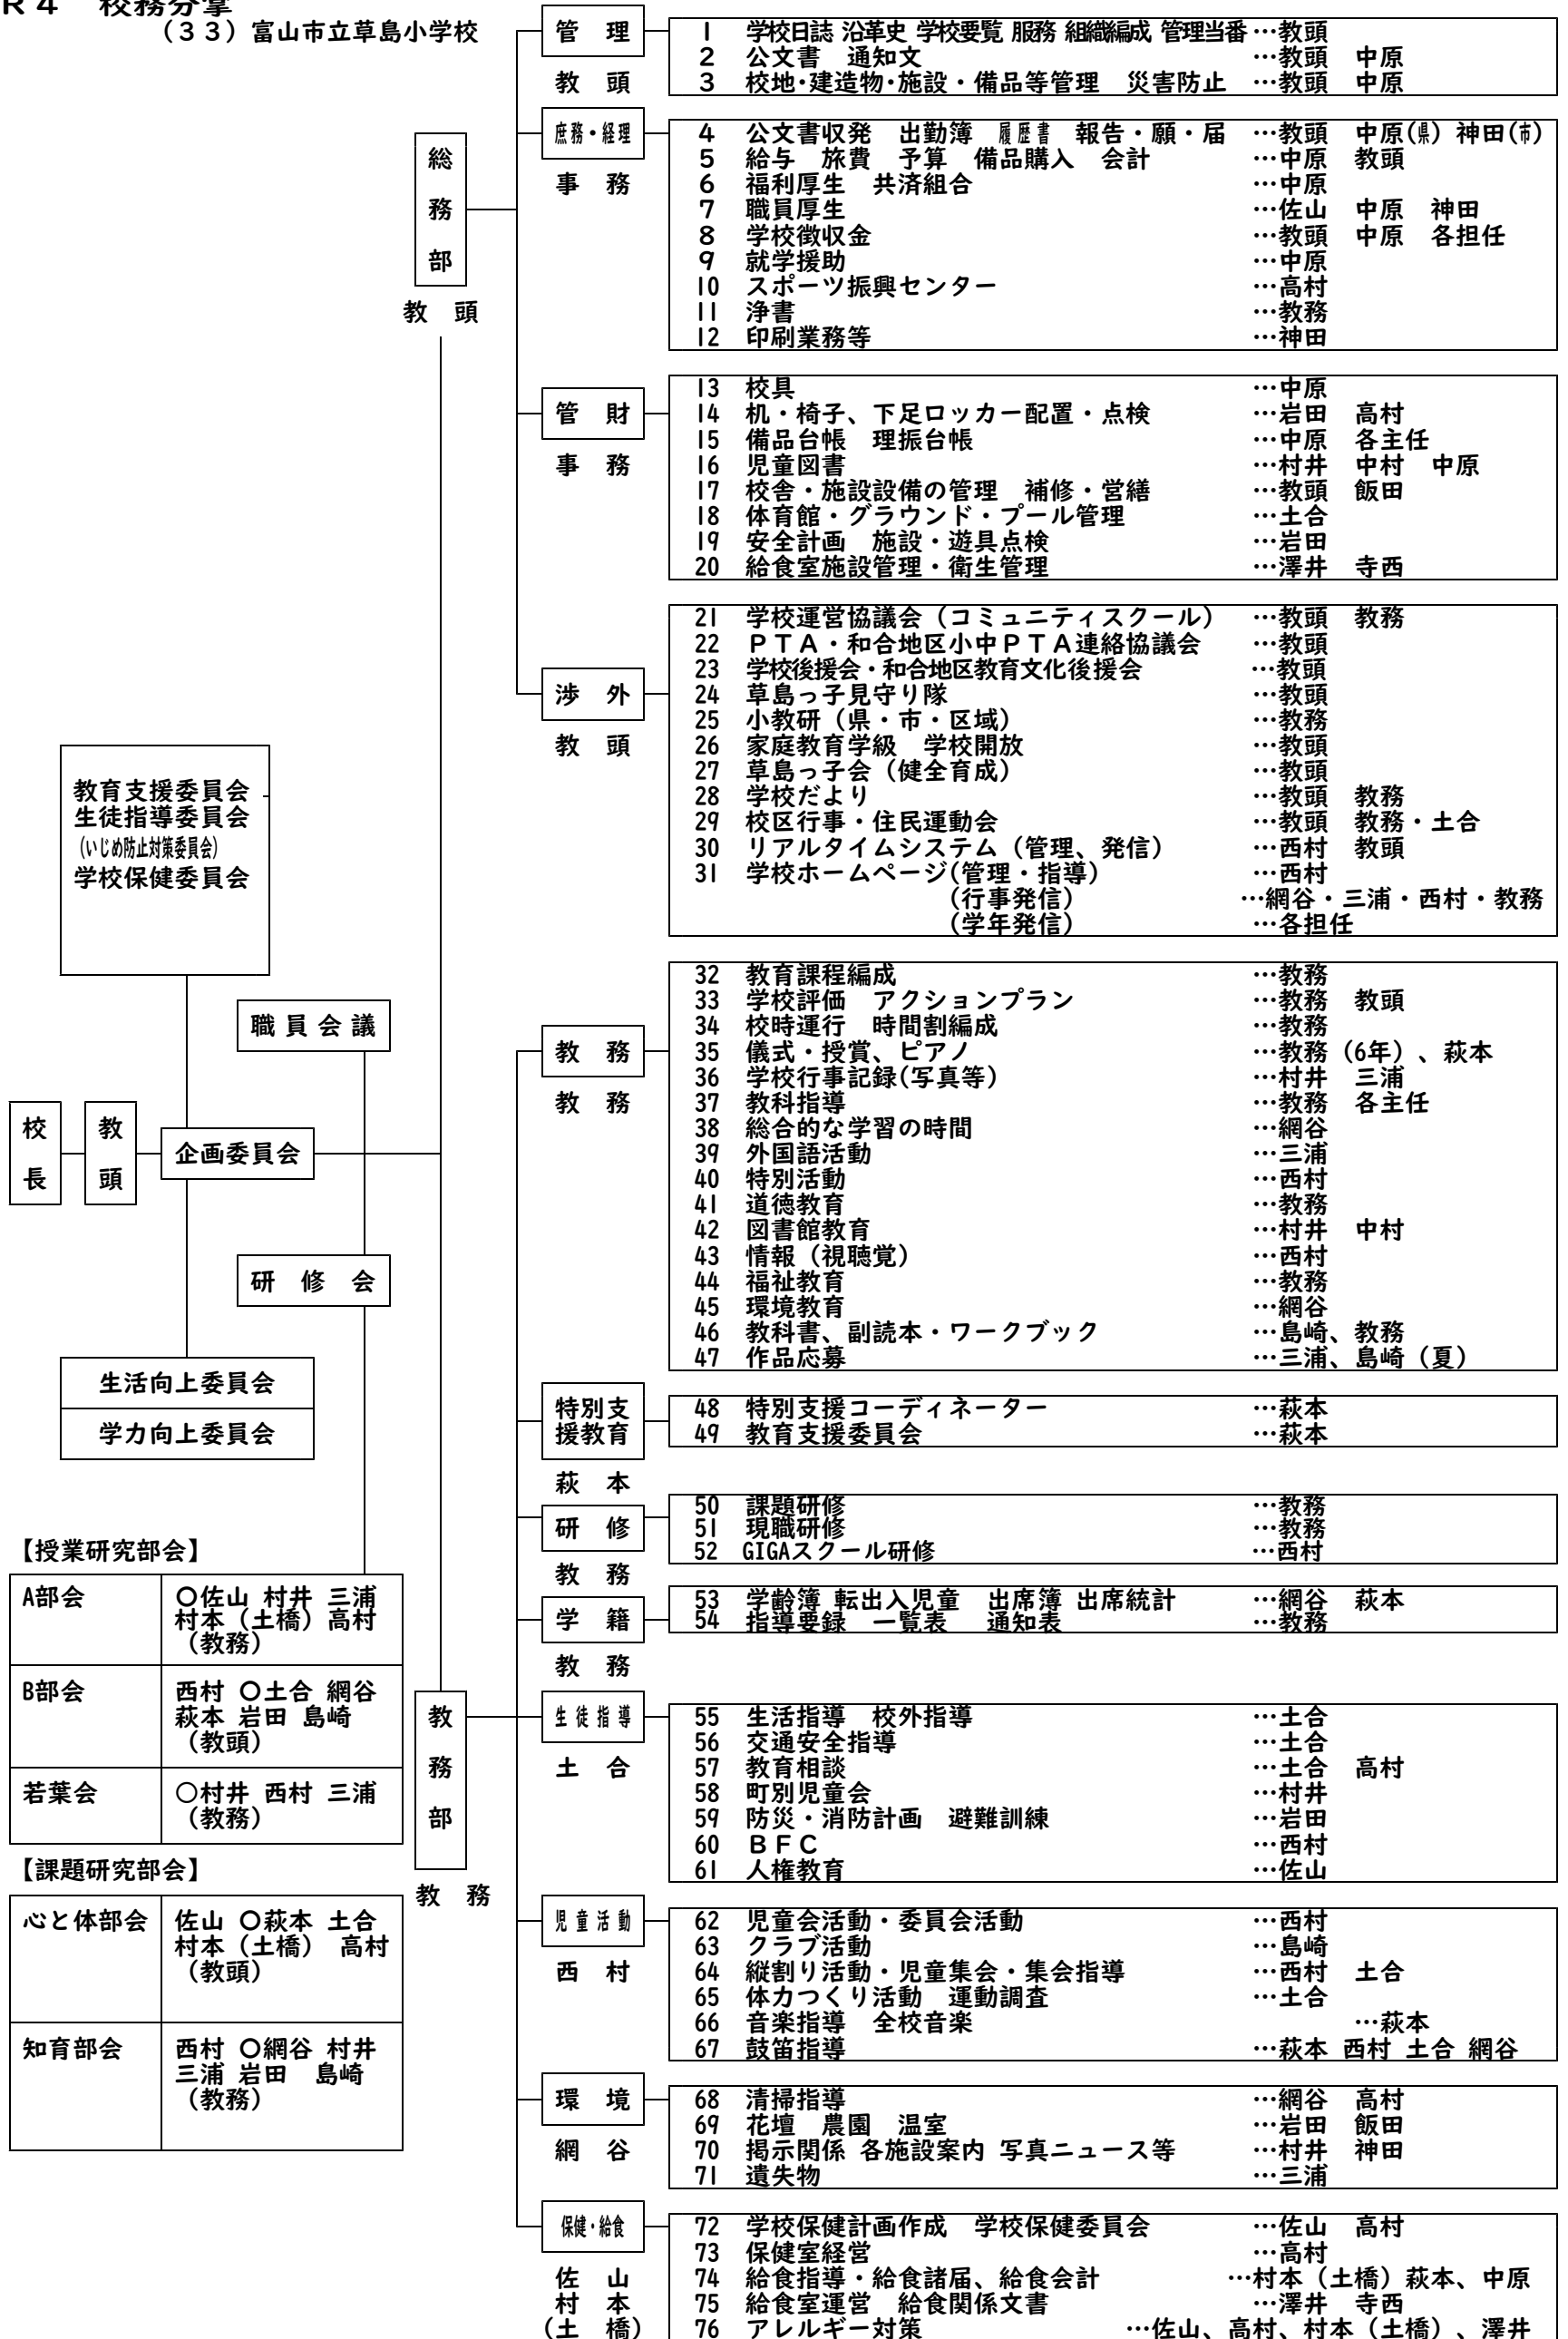 R４　校務分掌
（３３）富山市立草島小学校
管　理
教　頭
1　学校日誌 沿革史 学校要覧 服務 組織編成 管理当番…教頭
2　公文書　通知文　…教頭　中原
3　校地・建造物・施設・備品等管理　災害防止　…教頭　中原
庶務・経理
事　務
4　公文書収発　出勤簿　履歴書　報告・願・届　…教頭　中原(県) 神田(市)
5　給与　旅費　予算　備品購入　会計　…中原　教頭
6　福利厚生　共済組合　…中原
7　職員厚生　…佐山　中原　神田
8　学校徴収金　…教頭　中原　各担任
9　就学援助　…中原
10　スポーツ振興センター　…高村
11　浄書　…教務
12　印刷業務等　…神田
総務部
教　頭
管　財
事　務
13　校具　…中原
14　机・椅子、下足ロッカー配置・点検　…岩田　高村
15　備品台帳　理振台帳　…中原　各主任
16　児童図書　…村井　中村　中原
17　校舎・施設設備の管理　補修・営繕　…教頭　飯田
18　体育館・グラウンド・プール管理　…土合
19　安全計画　施設・遊具点検　…岩田
20　給食室施設管理・衛生管理　…澤井　寺西
渉　外
教　頭
21　学校運営協議会（コミュニティスクール）　…教頭　教務
22　ＰＴＡ・和合地区小中ＰＴＡ連絡協議会　…教頭
23　学校後援会・和合地区教育文化後援会　…教頭
24　草島っ子見守り隊　…教頭
25　小教研（県・市・区域）　…教務
26　家庭教育学級　学校開放　…教頭
27　草島っ子会（健全育成）　…教頭
28　学校だより　…教頭　教務
29　校区行事・住民運動会　…教頭　教務・土合
30　リアルタイムシステム（管理、発信）　…西村　教頭
31　学校ホームページ(管理・指導)　…西村
(行事発信)　…網谷・三浦・西村・教務
(学年発信)　…各担任
教育支援委員会
生徒指導委員会
(いじめ防止対策委員会)
学校保健委員会
職員会議
校長
教頭
企画委員会
研　修　会
生活向上委員会
学力向上委員会
教　務
教　務
32　教育課程編成　…教務
33　学校評価　アクションプラン　…教務　教頭
34　校時運行　時間割編成　…教務
35　儀式・授賞、ピアノ　…教務（6年）、萩本
36　学校行事記録(写真等)　…村井　三浦
37　教科指導　…教務　各主任
38　総合的な学習の時間　…網谷
39　外国語活動　…三浦
40　特別活動　…西村
41　道徳教育　…教務
42　図書館教育　…村井　中村
43　情報（視聴覚）　…西村
44　福祉教育　…教務
45　環境教育　…網谷
46　教科書、副読本・ワークブック　…島崎、教務
47　作品応募　…三浦、島崎（夏）
特別支
援教育
萩　本
48　特別支援コーディネーター　…萩本
49　教育支援委員会　…萩本
研　修
教　務
50　課題研修　…教務
51　現職研修　…教務
52　GIGAスクール研修　…西村
学　籍
教　務
53　学齢簿 転出入児童　出席簿 出席統計　…網谷　萩本
54　指導要録　一覧表　通知表　…教務
【授業研究部会】
A部会　〇佐山 村井 三浦
村本（土橋）高村
（教務）
B部会　西村 〇土合 網谷
萩本 岩田 島崎
（教頭）
若葉会　〇村井 西村 三浦
（教務）
教務部
教　務
【課題研究部会】
心と体部会　佐山 〇萩本 土合
村本（土橋） 高村
（教頭）
知育部会　西村 〇網谷 村井
三浦 岩田　島崎
（教務）
生徒指導
土　合
55　生活指導　校外指導　…土合
56　交通安全指導　…土合
57　教育相談　…土合　高村
58　町別児童会　…村井
59　防災・消防計画　避難訓練　…岩田
60　ＢＦＣ　…西村
61　人権教育　…佐山
児童活動
西　村
62　児童会活動・委員会活動　…西村
63　クラブ活動　…島崎
64　縦割り活動・児童集会・集会指導　…西村　土合
65　体力つくり活動　運動調査　…土合
66　音楽指導　全校音楽　…萩本
67　鼓笛指導　…萩本 西村 土合 網谷
環　境
網　谷
68　清掃指導　…網谷　高村
69　花壇　農園　温室　…岩田　飯田
70　掲示関係 各施設案内 写真ニュース等　…村井　神田
71　遺失物　…三浦
保健・給食
佐　山
村　本
(土　橋)
72　学校保健計画作成　学校保健委員会　…佐山　高村
73　保健室経営　…高村
74　給食指導・給食諸届、給食会計　…村本（土橋）萩本、中原
75　給食室運営　給食関係文書　…澤井　寺西
76　アレルギー対策　…佐山、高村、村本（土橋）、澤井